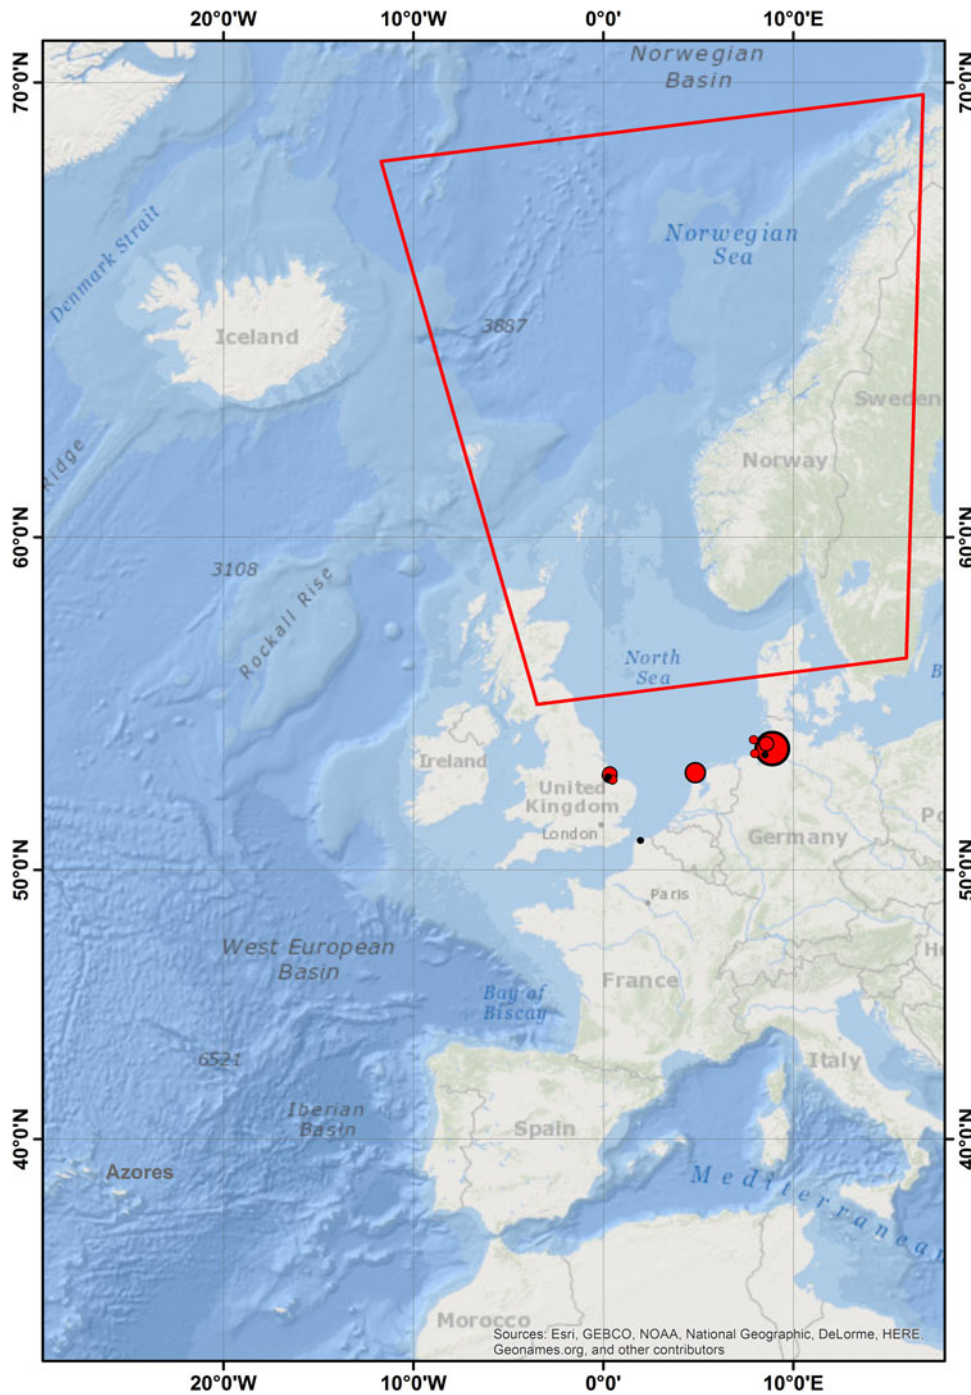 20°0'W 10°0'W 0°0' 10°0'E
70°0'N
70°0'N
Norwegian
Basin
Denmark Strait
Norwegian
Sea
Iceland
3887
Sweden
Ridge
Norway
60°0'N
60°0'N
3108
Rockall Rise
North
Sea
B
Ireland
United
Kingdom
London
Germany
Po
50°0'N
50°0'N
Paris
West European
Basin
France
Hu
Bay of
Biscay
6521
Italy
Iberian
Basin
Spain
40°0'N
40°0'N
Azores
Mediterranean
Morocco
Sources: Esri, GEBCO, NOAA, National Geographic, DeLorme, HERE,
Geonames.org, and other contributors
20°0'W 10°0'W 0°0' 10°0'E